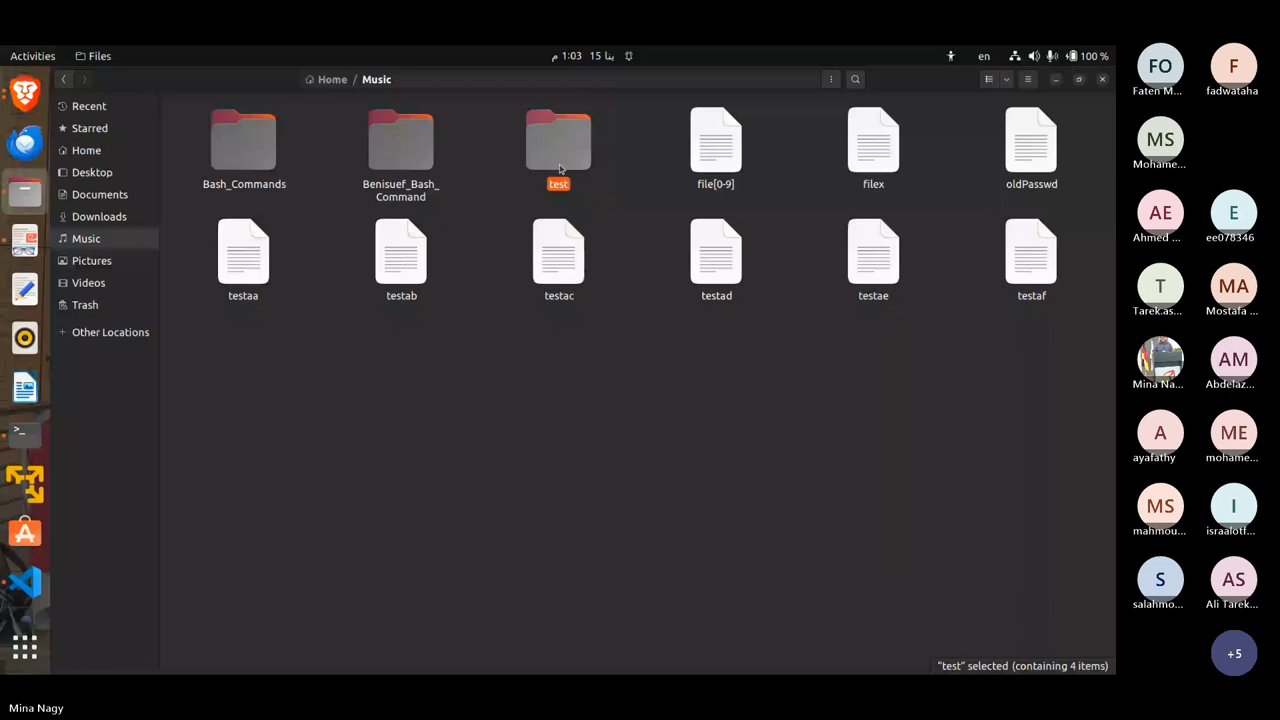 Activities
Files
م 1:03 ينا 15
en
100 %
Home / Music
Recent
Starred
Home
Desktop
Documents
Downloads
Music
Pictures
Videos
Trash
+ Other Locations
Bash_Commands
Benisuef_Bash_
Command
test
file[0-9]
filex
oldPasswd
testaa
testab
testac
testad
testae
testaf
"test" selected (containing 4 items)
FO
Faten M...
F
fadwataha
MS
Mohame...
AE
Ahmed ...
E
ee078346
T
Tarek.as...
MA
Mostafa ...
Mina Na...
AM
Abdelaz...
A
ayafathy
ME
mohame...
MS
mahmou...
I
israalotf...
S
salahmo...
AS
Ali Tarek...
+5
Mina Nagy